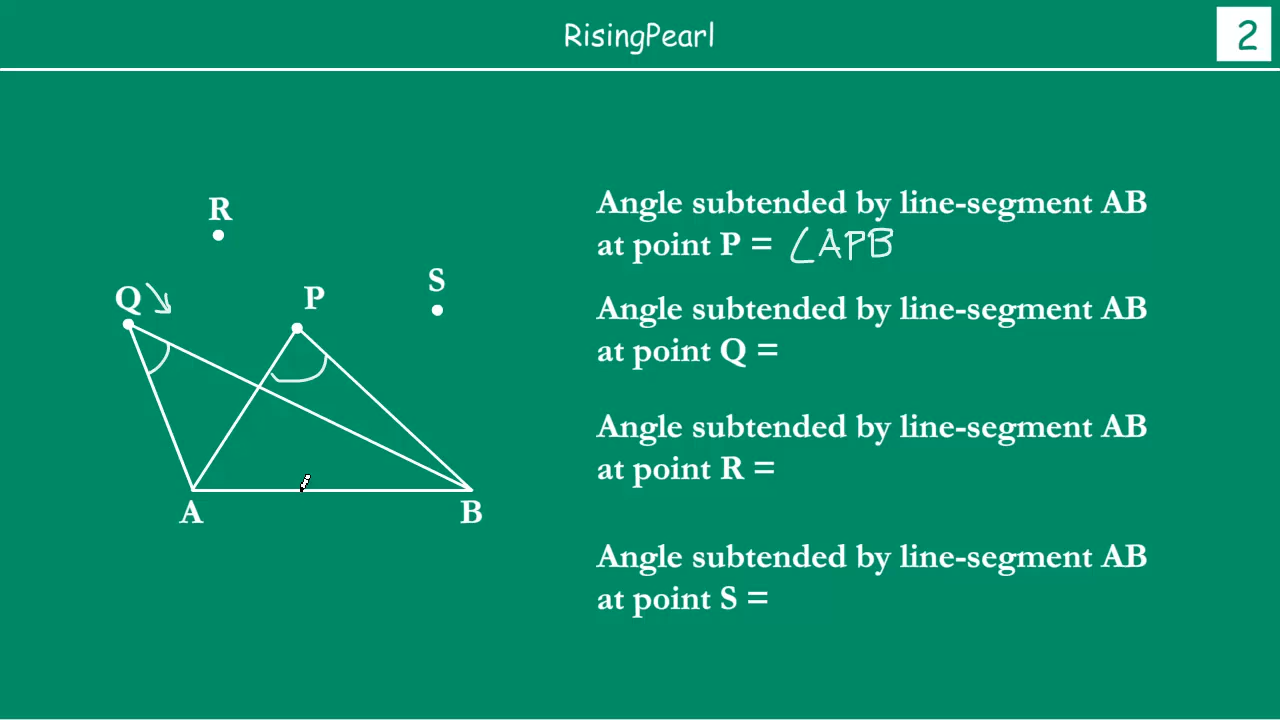 RisingPearl
2
R
S
Q
P
A
B
Angle subtended by line-segment AB
at point P = ∠APB
Angle subtended by line-segment AB
at point Q =
Angle subtended by line-segment AB
at point R =
Angle subtended by line-segment AB
at point S =